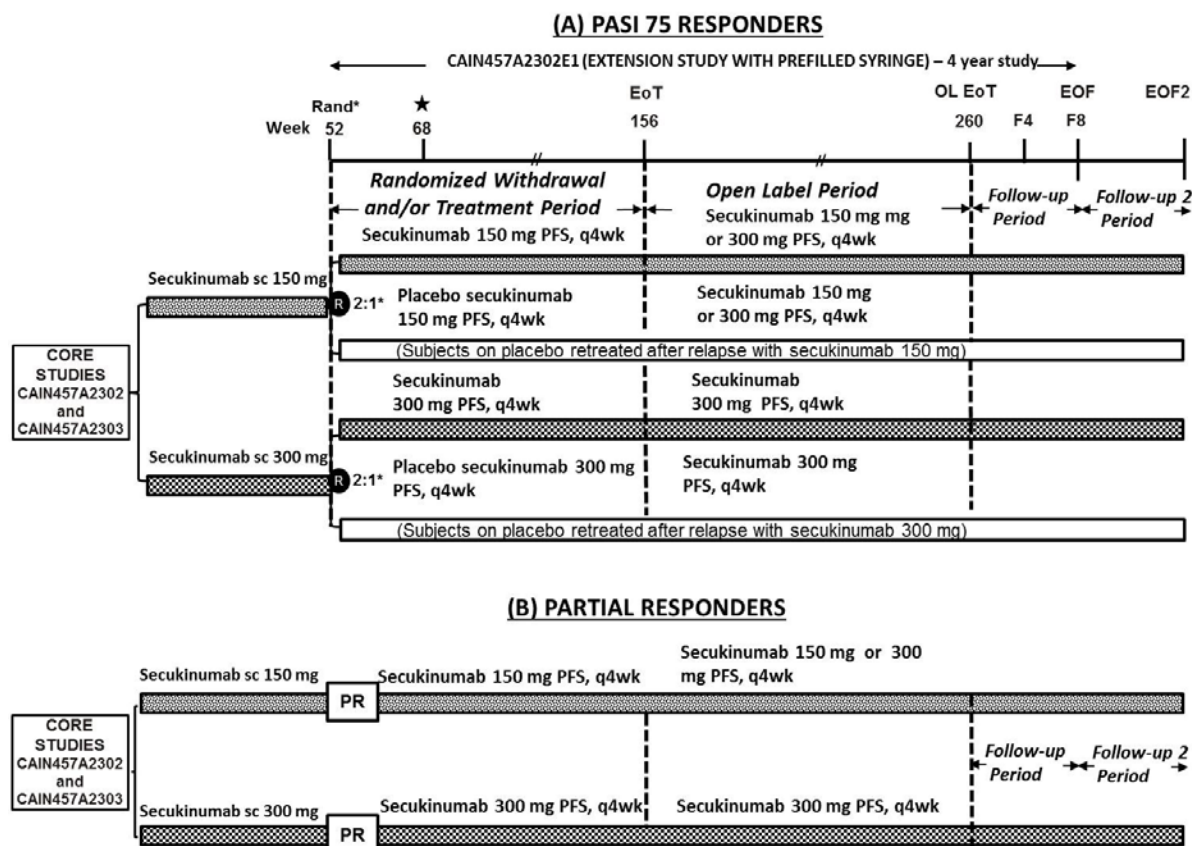 (A) PASI 75 RESPONDERS
CAIN457A2302E1 (EXTENSION STUDY WITH PREFILLED SYRINGE) – 4 year study
Rand* ★ EoT OL EoT EOF EOF2
Week 52 68 156 260 F4 F8
Randomized Withdrawal
and/or Treatment Period
Secukinumab 150 mg PFS, q4wk
Open Label Period
Secukinumab 150 mg mg
or 300 mg PFS, q4wk
Follow-up
Period
Follow-up 2
Period
Secukinumab sc 150 mg
R 2:1*
Placebo secukinumab
150 mg PFS, q4wk
Secukinumab 150 mg
or 300 mg PFS, q4wk
(Subjects on placebo retreated after relapse with secukinumab 150 mg)
CORE
STUDIES
CAIN457A2302
and
CAIN457A2303
Secukinumab
300 mg PFS, q4wk
Secukinumab
300 mg PFS, q4wk
Secukinumab sc 300 mg
R 2:1*
Placebo secukinumab 300 mg
PFS, q4wk
Secukinumab 300 mg
PFS, q4wk
(Subjects on placebo retreated after relapse with secukinumab 300 mg)
(B) PARTIAL RESPONDERS
Secukinumab sc 150 mg
PR
Secukinumab 150 mg PFS, q4wk
Secukinumab 150 mg or 300
mg PFS, q4wk
CORE
STUDIES
CAIN457A2302
and
CAIN457A2303
Follow-up
Period
Follow-up 2
Period
Secukinumab sc 300 mg
PR
Secukinumab 300 mg PFS, q4wk
Secukinumab 300 mg PFS, q4wk